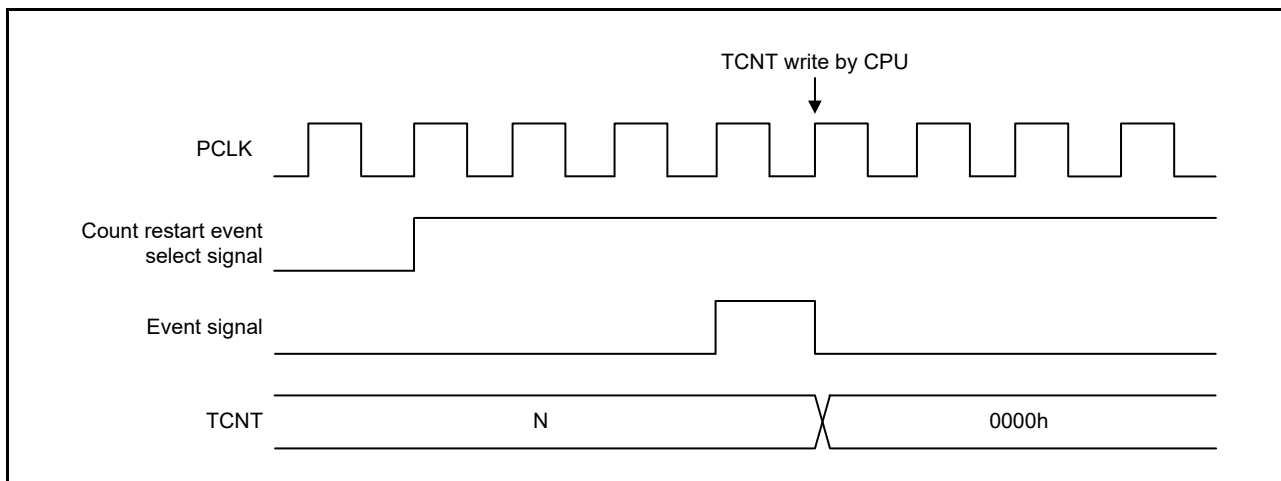 TCNT write by CPU
PCLK
Count restart event
select signal
Event signal
TCNT
N
0000h